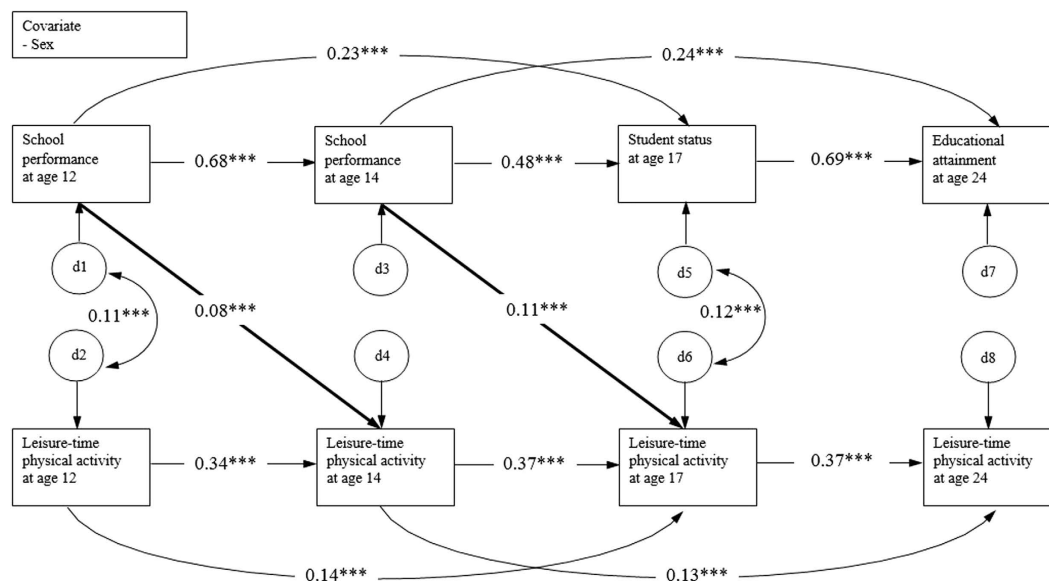 Covariate
- Sex
0.23***
0.24***
School
performance
at age 12
0.68***
School
performance
at age 14
0.48***
Student status
at age 17
0.69***
Educational
attainment
at age 24
d1
d3
d5
d7
0.11***
0.08***
0.11***
0.12***
d2
d4
d6
d8
Leisure-time
physical activity
at age 12
0.34***
Leisure-time
physical activity
at age 14
0.37***
Leisure-time
physical activity
at age 17
0.37***
Leisure-time
physical activity
at age 24
0.14***
0.13***